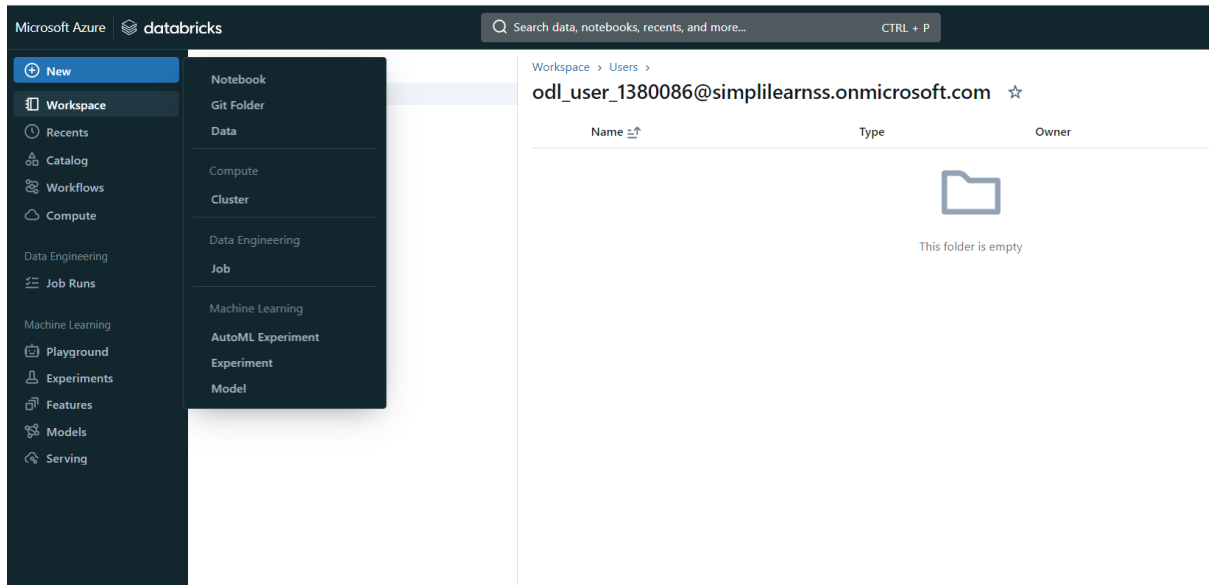 Microsoft Azure databricks
Search data, notebooks, recents, and more... CTRL + P
New
Workspace
Recents
Catalog
Workflows
Compute
Data Engineering
Job Runs
Machine Learning
Playground
Experiments
Features
Models
Serving
Notebook
Git Folder
Data
Compute
Cluster
Data Engineering
Job
Machine Learning
AutoML Experiment
Experiment
Model
Workspace > Users >
odl_user_1380086@simplilearnss.onmicrosoft.com
Name Type Owner
This folder is empty